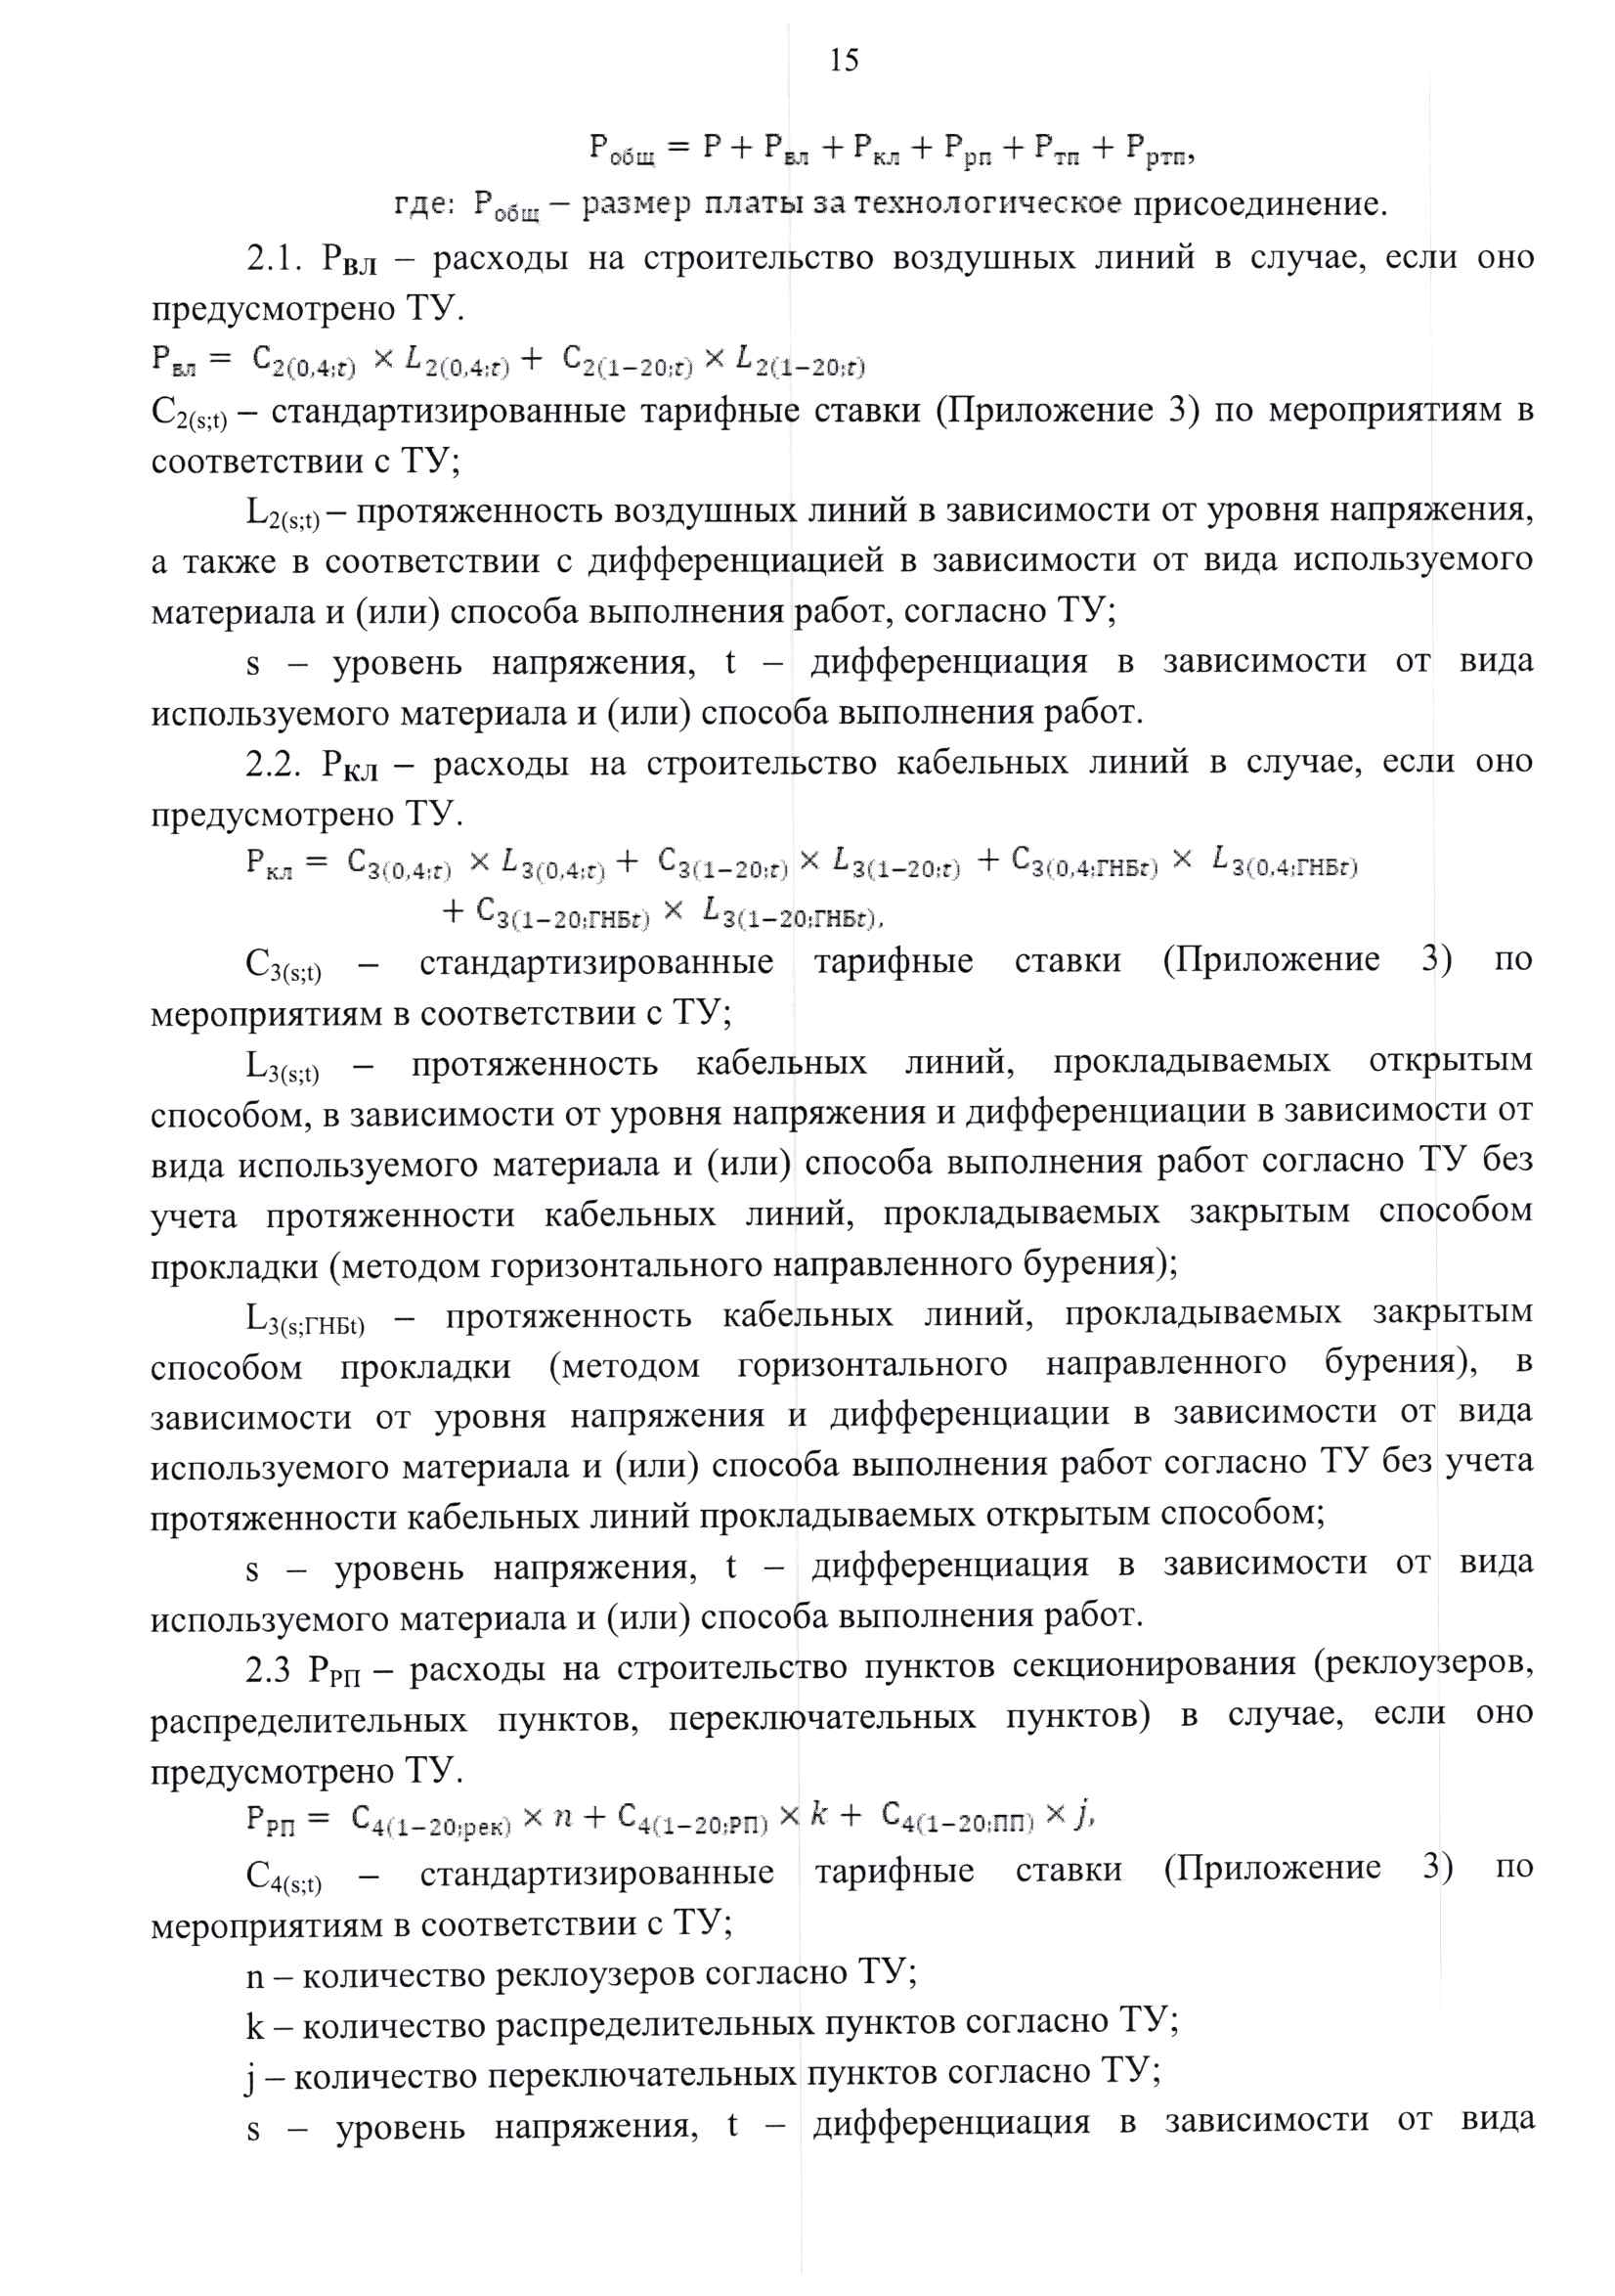 15
Pобщ = P + Pвл + Pкл + Pрп + Pтп + Pртп,
где: Pобщ – размер платы за технологическое присоединение.
2.1. PВЛ – расходы на строительство воздушных линий в случае, если оно
предусмотрено ТУ.
Pвл = C2(0,4;t) × L2(0,4;t) + C2(1−20;t) × L2(1−20;t)
C2(s;t) – стандартизированные тарифные ставки (Приложение 3) по мероприятиям в
соответствии с ТУ;
L2(s;t) – протяженность воздушных линий в зависимости от уровня напряжения,
а также в соответствии с дифференциацией в зависимости от вида используемого
материала и (или) способа выполнения работ, согласно ТУ;
s – уровень напряжения, t – дифференциация в зависимости от вида
используемого материала и (или) способа выполнения работ.
2.2. PКЛ – расходы на строительство кабельных линий в случае, если оно
предусмотрено ТУ.
Pкл = C3(0,4;t) × L3(0,4;t) + C3(1−20;t) × L3(1−20;t) + C3(0,4;ГНБt) × L3(0,4;ГНБt)
+ C3(1−20;ГНБt) × L3(1−20;ГНБt),
C3(s;t) – стандартизированные тарифные ставки (Приложение 3) по
мероприятиям в соответствии с ТУ;
L3(s;t) – протяженность кабельных линий, прокладываемых открытым
способом, в зависимости от уровня напряжения и дифференциации в зависимости от
вида используемого материала и (или) способа выполнения работ согласно ТУ без
учета протяженности кабельных линий, прокладываемых закрытым способом
прокладки (методом горизонтального направленного бурения);
L3(s;ГНБt) – протяженность кабельных линий, прокладываемых закрытым
способом прокладки (методом горизонтального направленного бурения), в
зависимости от уровня напряжения и дифференциации в зависимости от вида
используемого материала и (или) способа выполнения работ согласно ТУ без учета
протяженности кабельных линий прокладываемых открытым способом;
s – уровень напряжения, t – дифференциация в зависимости от вида
используемого материала и (или) способа выполнения работ.
2.3 PРП – расходы на строительство пунктов секционирования (реклоузеров,
распределительных пунктов, переключательных пунктов) в случае, если оно
предусмотрено ТУ.
PРП = C4(1−20;рек) × n + C4(1−20;РП) × k + C4(1−20;ПП) × j,
C4(s;t) – стандартизированные тарифные ставки (Приложение 3) по
мероприятиям в соответствии с ТУ;
n – количество реклоузеров согласно ТУ;
k – количество распределительных пунктов согласно ТУ;
j – количество переключательных пунктов согласно ТУ;
s – уровень напряжения, t – дифференциация в зависимости от вида